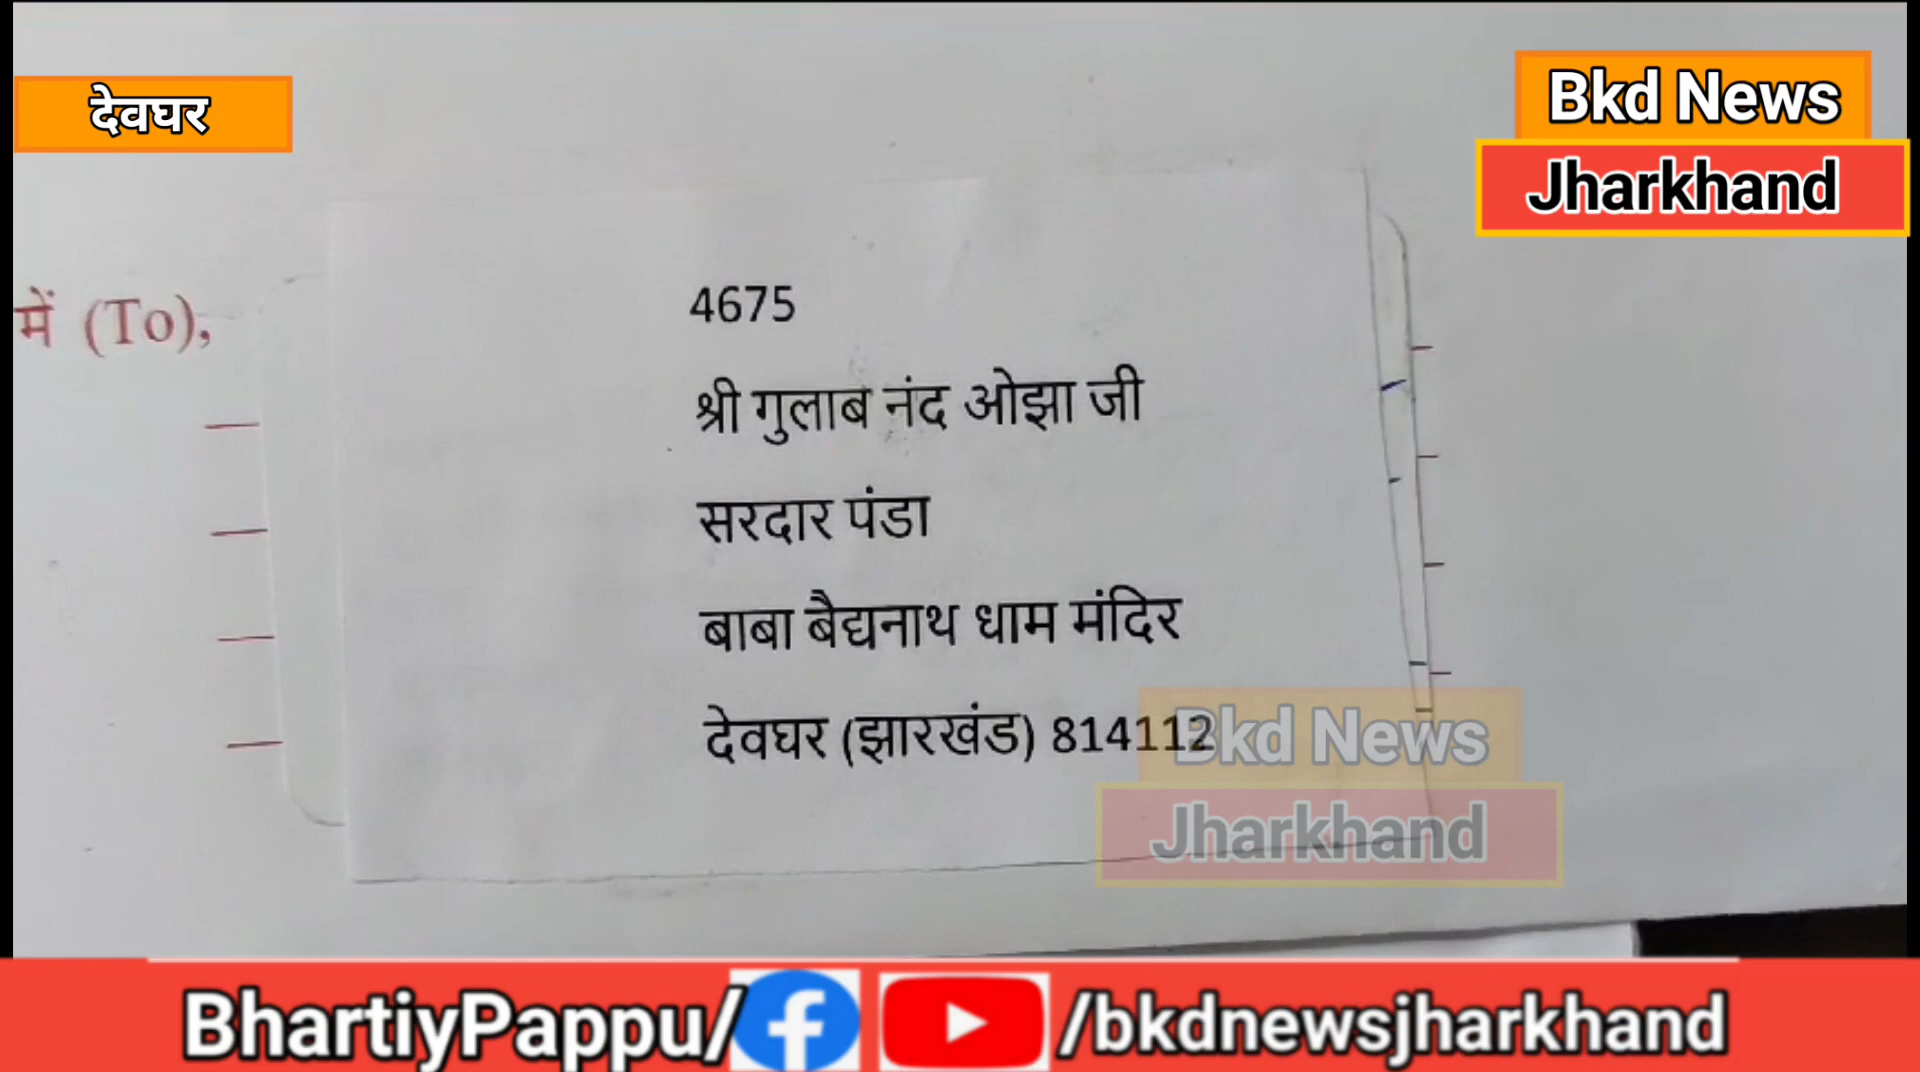 देवघर
Bkd News
Jharkhand
में (To),
4675
श्री गुलाब नंद ओझा जी
सरदार पंडा
बाबा बैद्यनाथ धाम मंदिर
देवघर (झारखंड) 814112
Bkd News
Jharkhand
BhartiyPappu/
/bkdnewsjharkhand